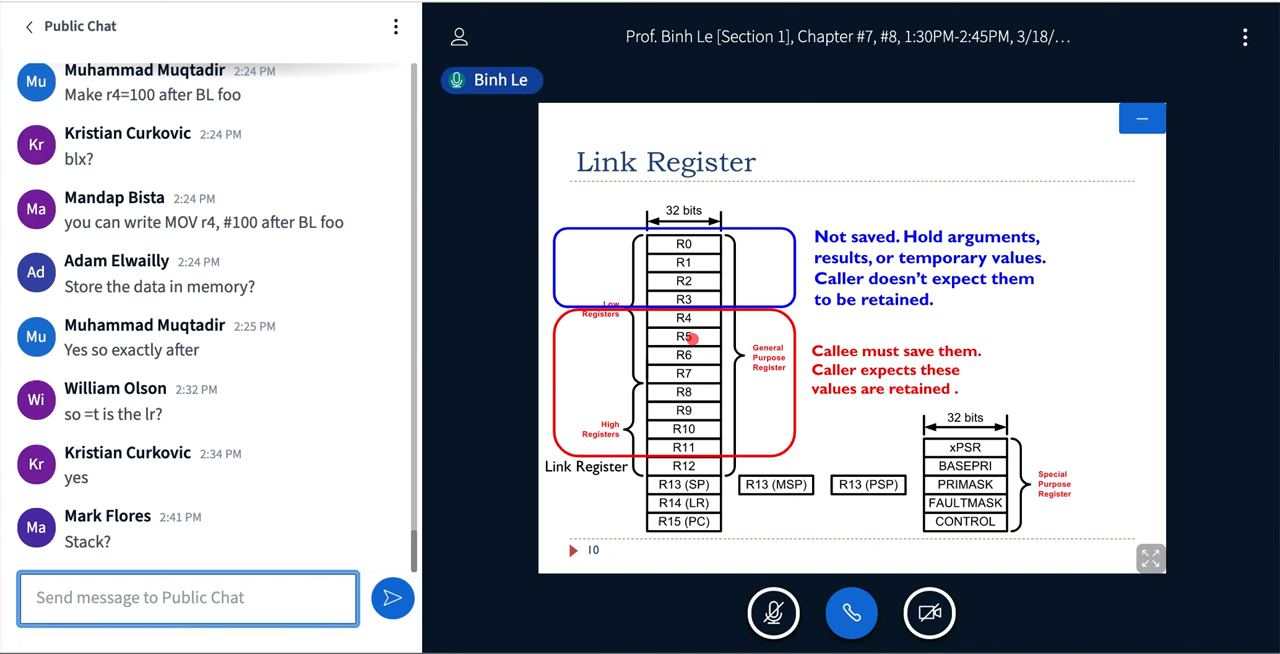 Public Chat
Mu
Muhammad Muqtadir 2:24 PM
Make r4=100 after BL foo
Kr
Kristian Curkovic 2:24 PM
blx?
Ma
Mandap Bista 2:24 PM
you can write MOV r4, #100 after BL foo
Ad
Adam Elwailly 2:24 PM
Store the data in memory?
Mu
Muhammad Muqtadir 2:25 PM
Yes so exactly after
Wi
William Olson 2:32 PM
so =t is the lr?
Kr
Kristian Curkovic 2:34 PM
yes
Ma
Mark Flores 2:41 PM
Stack?
Send message to Public Chat
Prof. Binh Le [Section 1], Chapter #7, #8, 1:30PM-2:45PM, 3/18/…
Binh Le
Link Register
32 bits
R0
R1
R2
R3
R4
R5
R6
R7
R8
R9
R10
R11
R12
R13 (SP)
R14 (LR)
R15 (PC)
Low
Registers
High
Registers
Link Register
General
Purpose
Register
R13 (MSP)
R13 (PSP)
Not saved. Hold arguments,
results, or temporary values.
Caller doesn't expect them
to be retained.
Callee must save them.
Caller expects these
values are retained .
32 bits
xPSR
BASEPRI
PRIMASK
FAULTMASK
CONTROL
Special
Purpose
Register
10